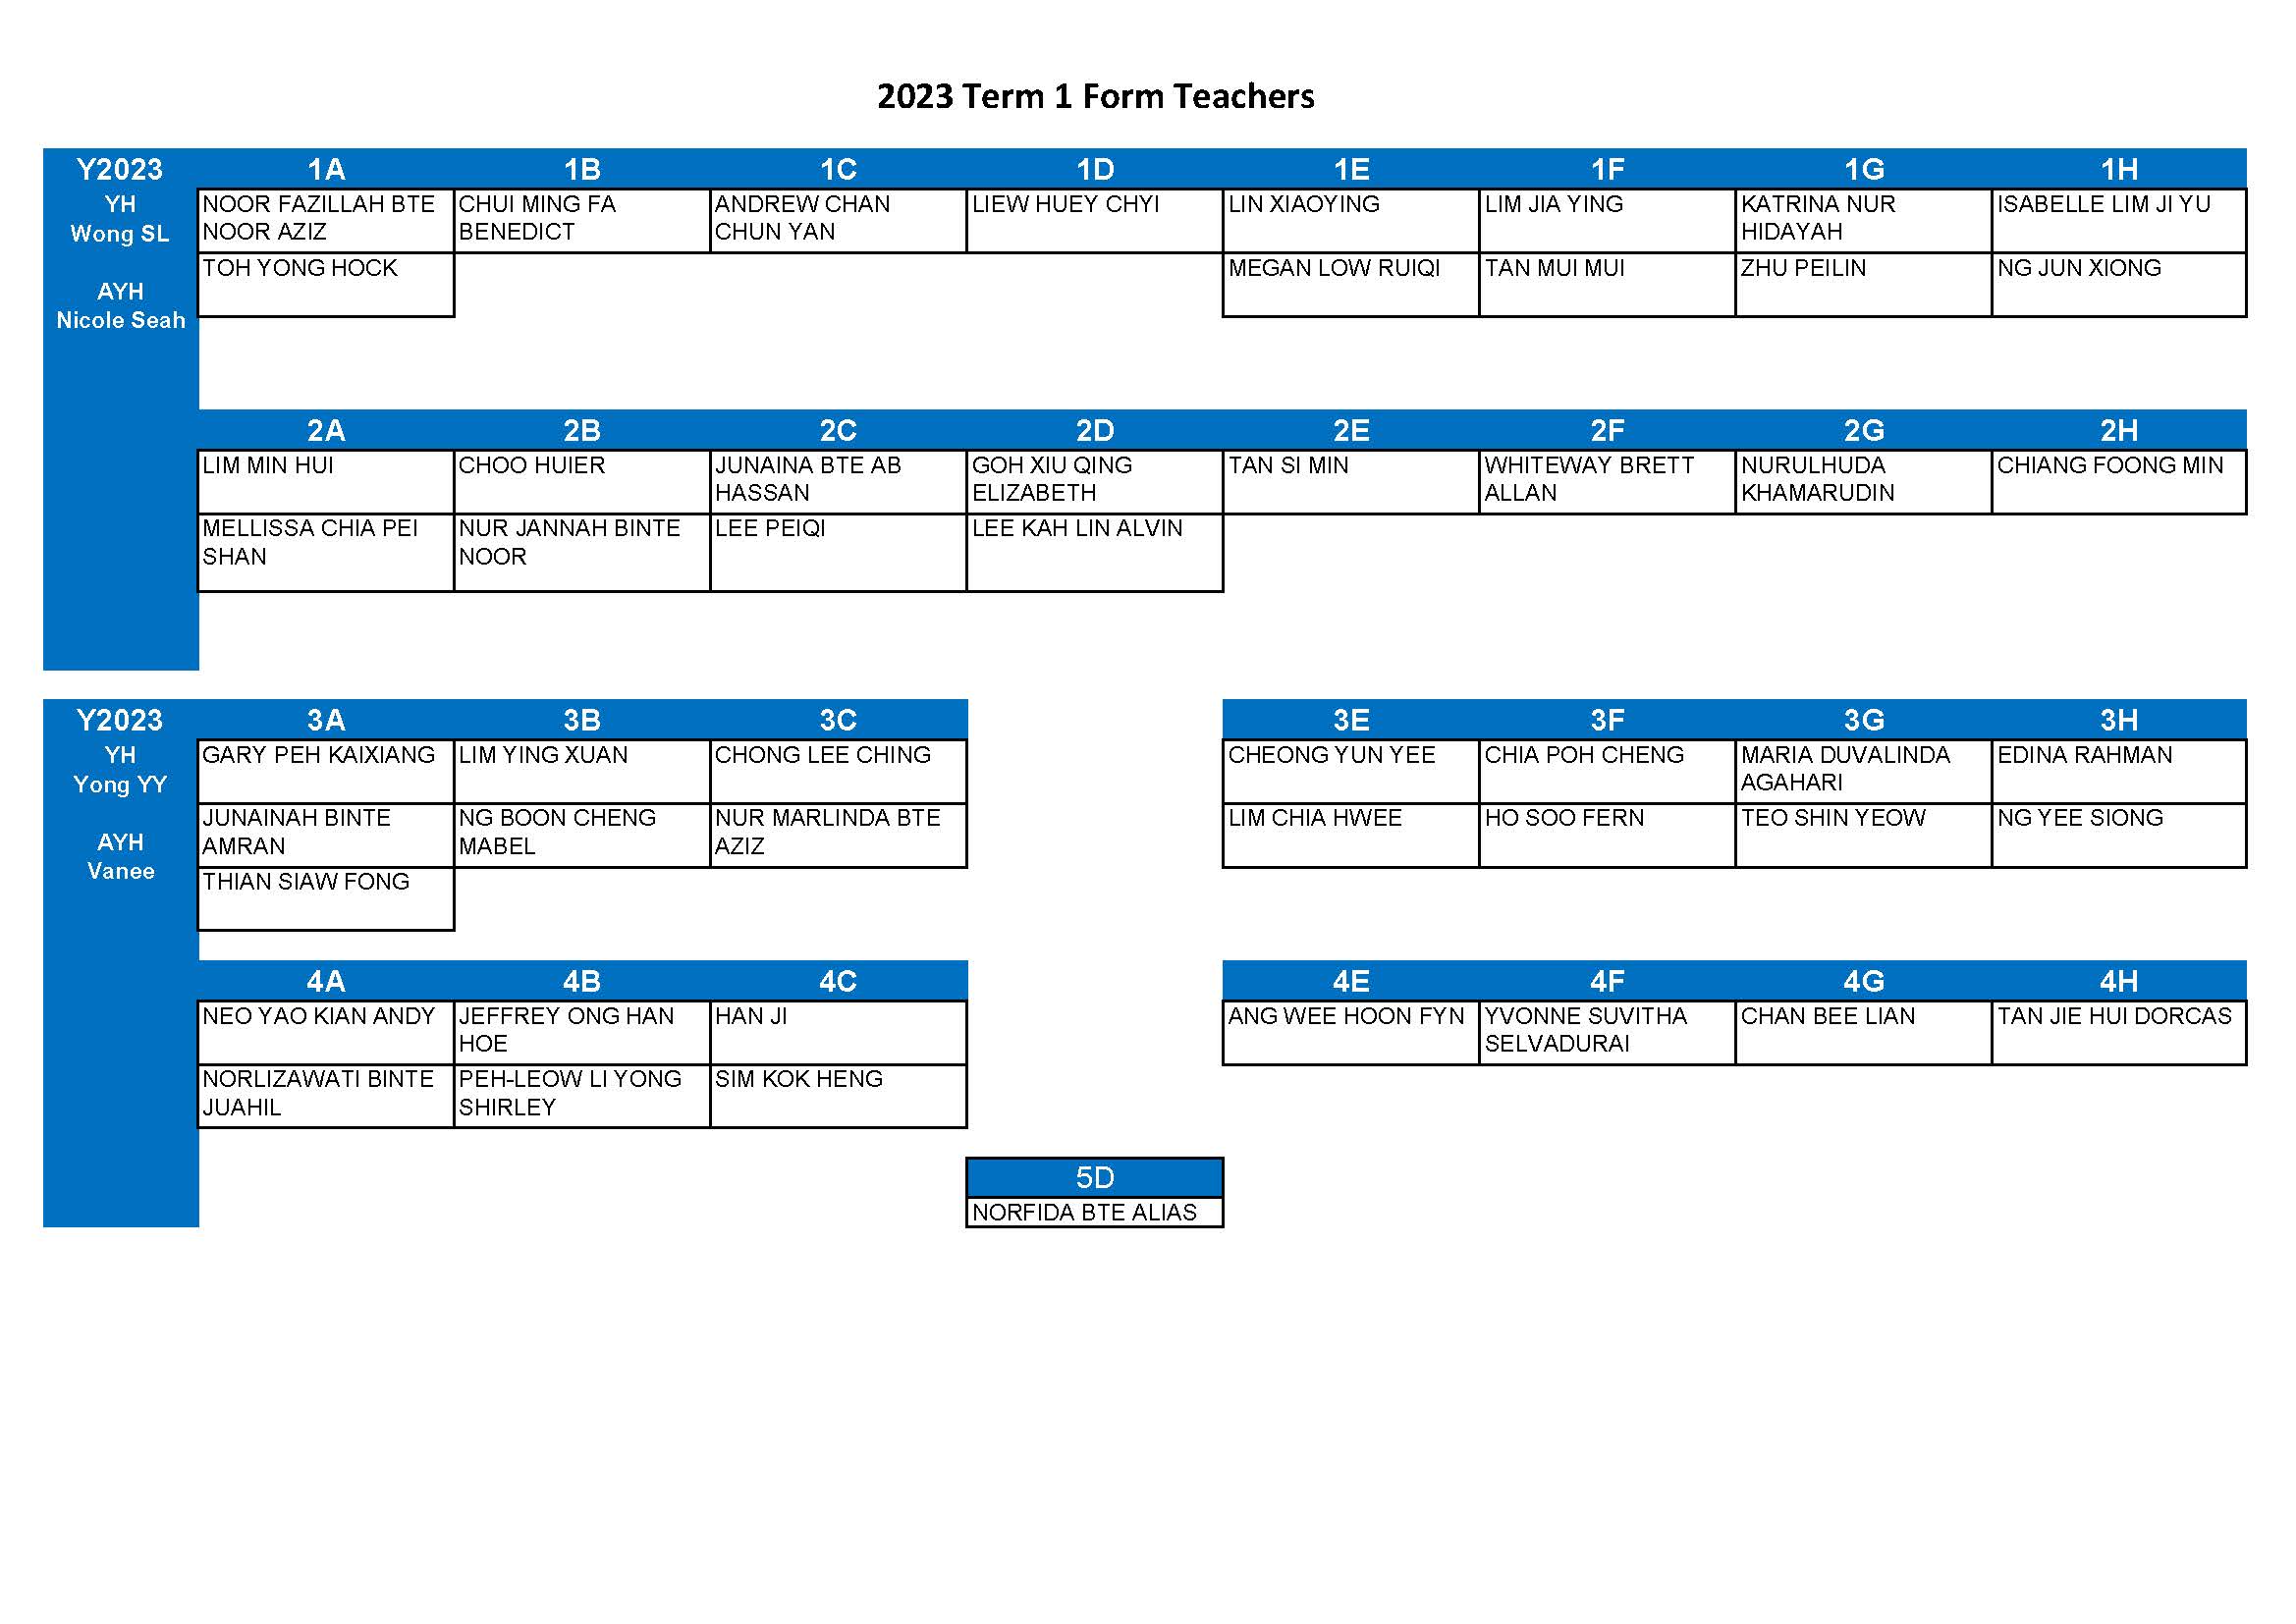 2023 Term 1 Form Teachers
Y2023 1A 1B 1C 1D 1E 1F 1G 1H
YH
Wong SL
AYH
Nicole Seah
NOOR FAZILLAH BTE
NOOR AZIZ
CHUI MING FA
BENEDICT
ANDREW CHAN
CHUN YAN
LIEW HUEY CHYI
LIN XIAOYING
LIM JIA YING
KATRINA NUR
HIDAYAH
ISABELLE LIM JI YU
TOH YONG HOCK
MEGAN LOW RUIQI
TAN MUI MUI
ZHU PEILIN
NG JUN XIONG
2A 2B 2C 2D 2E 2F 2G 2H
LIM MIN HUI
CHOO HUIER
JUNAINA BTE AB
HASSAN
GOH XIU QING
ELIZABETH
TAN SI MIN
WHITEWAY BRETT
ALLAN
NURULHUDA
KHAMARUDIN
CHIANG FOONG MIN
MELLISSA CHIA PEI
SHAN
NUR JANNAH BINTE
NOOR
LEE PEIQI
LEE KAH LIN ALVIN
Y2023 3A 3B 3C 3E 3F 3G 3H
YH
Yong YY
AYH
Vanee
GARY PEH KAIXIANG
LIM YING XUAN
CHONG LEE CHING
CHEONG YUN YEE
CHIA POH CHENG
MARIA DUVALINDA
AGAHARI
EDINA RAHMAN
JUNAINAH BINTE
AMRAN
NG BOON CHENG
MABEL
NUR MARLINDA BTE
AZIZ
LIM CHIA HWEE
HO SOO FERN
TEO SHIN YEOW
NG YEE SIONG
THIAN SIAW FONG
4A 4B 4C 4E 4F 4G 4H
NEO YAO KIAN ANDY
JEFFREY ONG HAN
HOE
HAN JI
ANG WEE HOON FYN
YVONNE SUVITHA
SELVADURAI
CHAN BEE LIAN
TAN JIE HUI DORCAS
NORLIZAWATI BINTE
JUAHIL
PEH-LEOW LI YONG
SHIRLEY
SIM KOK HENG
5D
NORFIDA BTE ALIAS